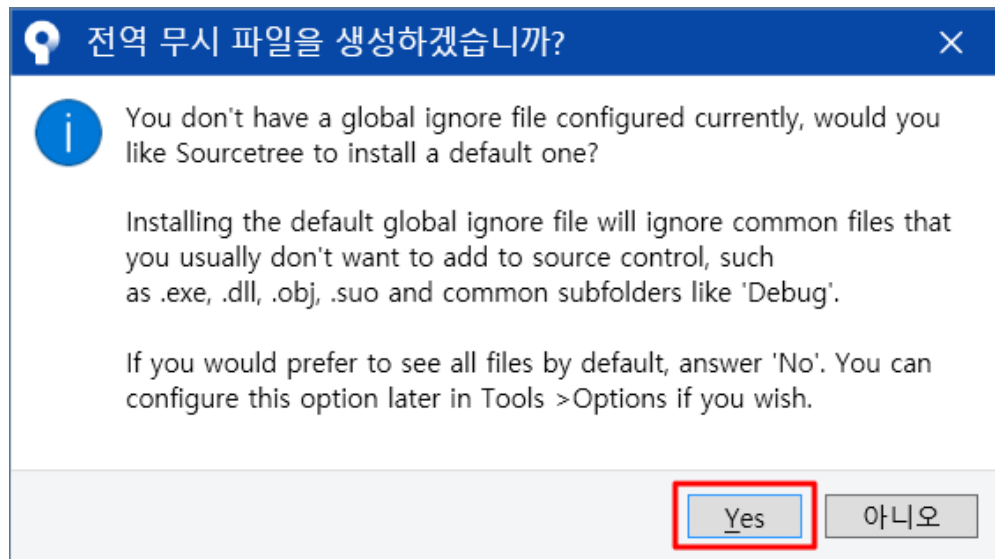 전역 무시 파일을 생성하겠습니까?
You don't have a global ignore file configured currently, would you
like Sourcetree to install a default one?
Installing the default global ignore file will ignore common files that
you usually don't want to add to source control, such
as .exe, .dll, .obj, .suo and common subfolders like 'Debug'.
If you would prefer to see all files by default, answer 'No'. You can
configure this option later in Tools >Options if you wish.
Yes
아니오